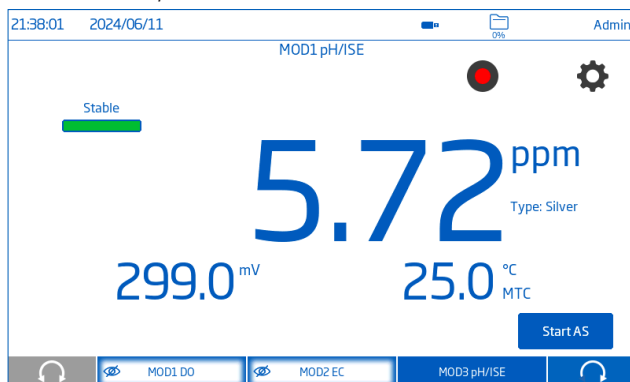 21:38:01 2024/06/11 0% Admin
MOD1 pH/ISE
Stable
5.72 ppm
Type: Silver
299.0 mV 25.0 °C
MTC
Start AS
MOD1 DO MOD2 EC MOD3 pH/ISE